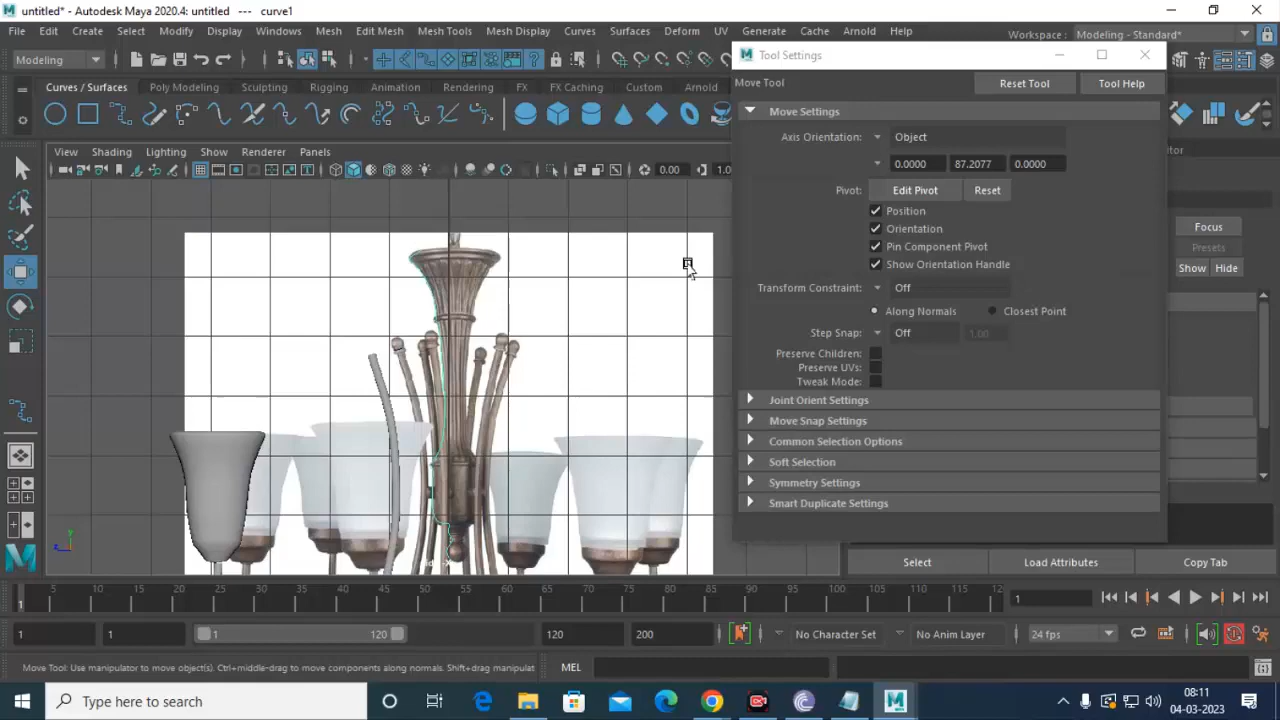 untitled* - Autodesk Maya 2020.4: untitled --- curve1
File Edit Create Select Modify Display Windows Mesh Edit Mesh Mesh Tools Mesh Display Curves Surfaces Deform UV Generate Cache Arnold Help
Workspace : Modeling - Standard*
Modeling
Tool Settings
Curves / Surfaces Poly Modeling Sculpting Rigging Animation Rendering FX FX Caching Custom Arnold
Move Tool Reset Tool Tool Help
Move Settings
Axis Orientation: Object
View Shading Lighting Show Renderer Panels
0.00 1.0
0.0000 87.2077 0.0000
Pivot: Edit Pivot Reset
Position
Orientation
Pin Component Pivot
Show Orientation Handle
Focus
Presets
Show Hide
Transform Constraint: Off
Along Normals Closest Point
Step Snap: Off 1.00
Preserve Children:
Preserve UVs:
Tweak Mode:
Joint Orient Settings
Move Snap Settings
Common Selection Options
Soft Selection
Symmetry Settings
Smart Duplicate Settings
Select Load Attributes Copy Tab
5 10 15 20 25 30 35 40 45 50 55 60 65 70 75 80 85 90 95 100 105 110 115 12
1 1
1 1 1 120 120 200 No Character Set No Anim Layer 24 fps
Move Tool: Use manipulator to move object(s). Ctrl+middle-drag to move components along normals. Shift+drag manipulat MEL
Type here to search
08:11
04-03-2023